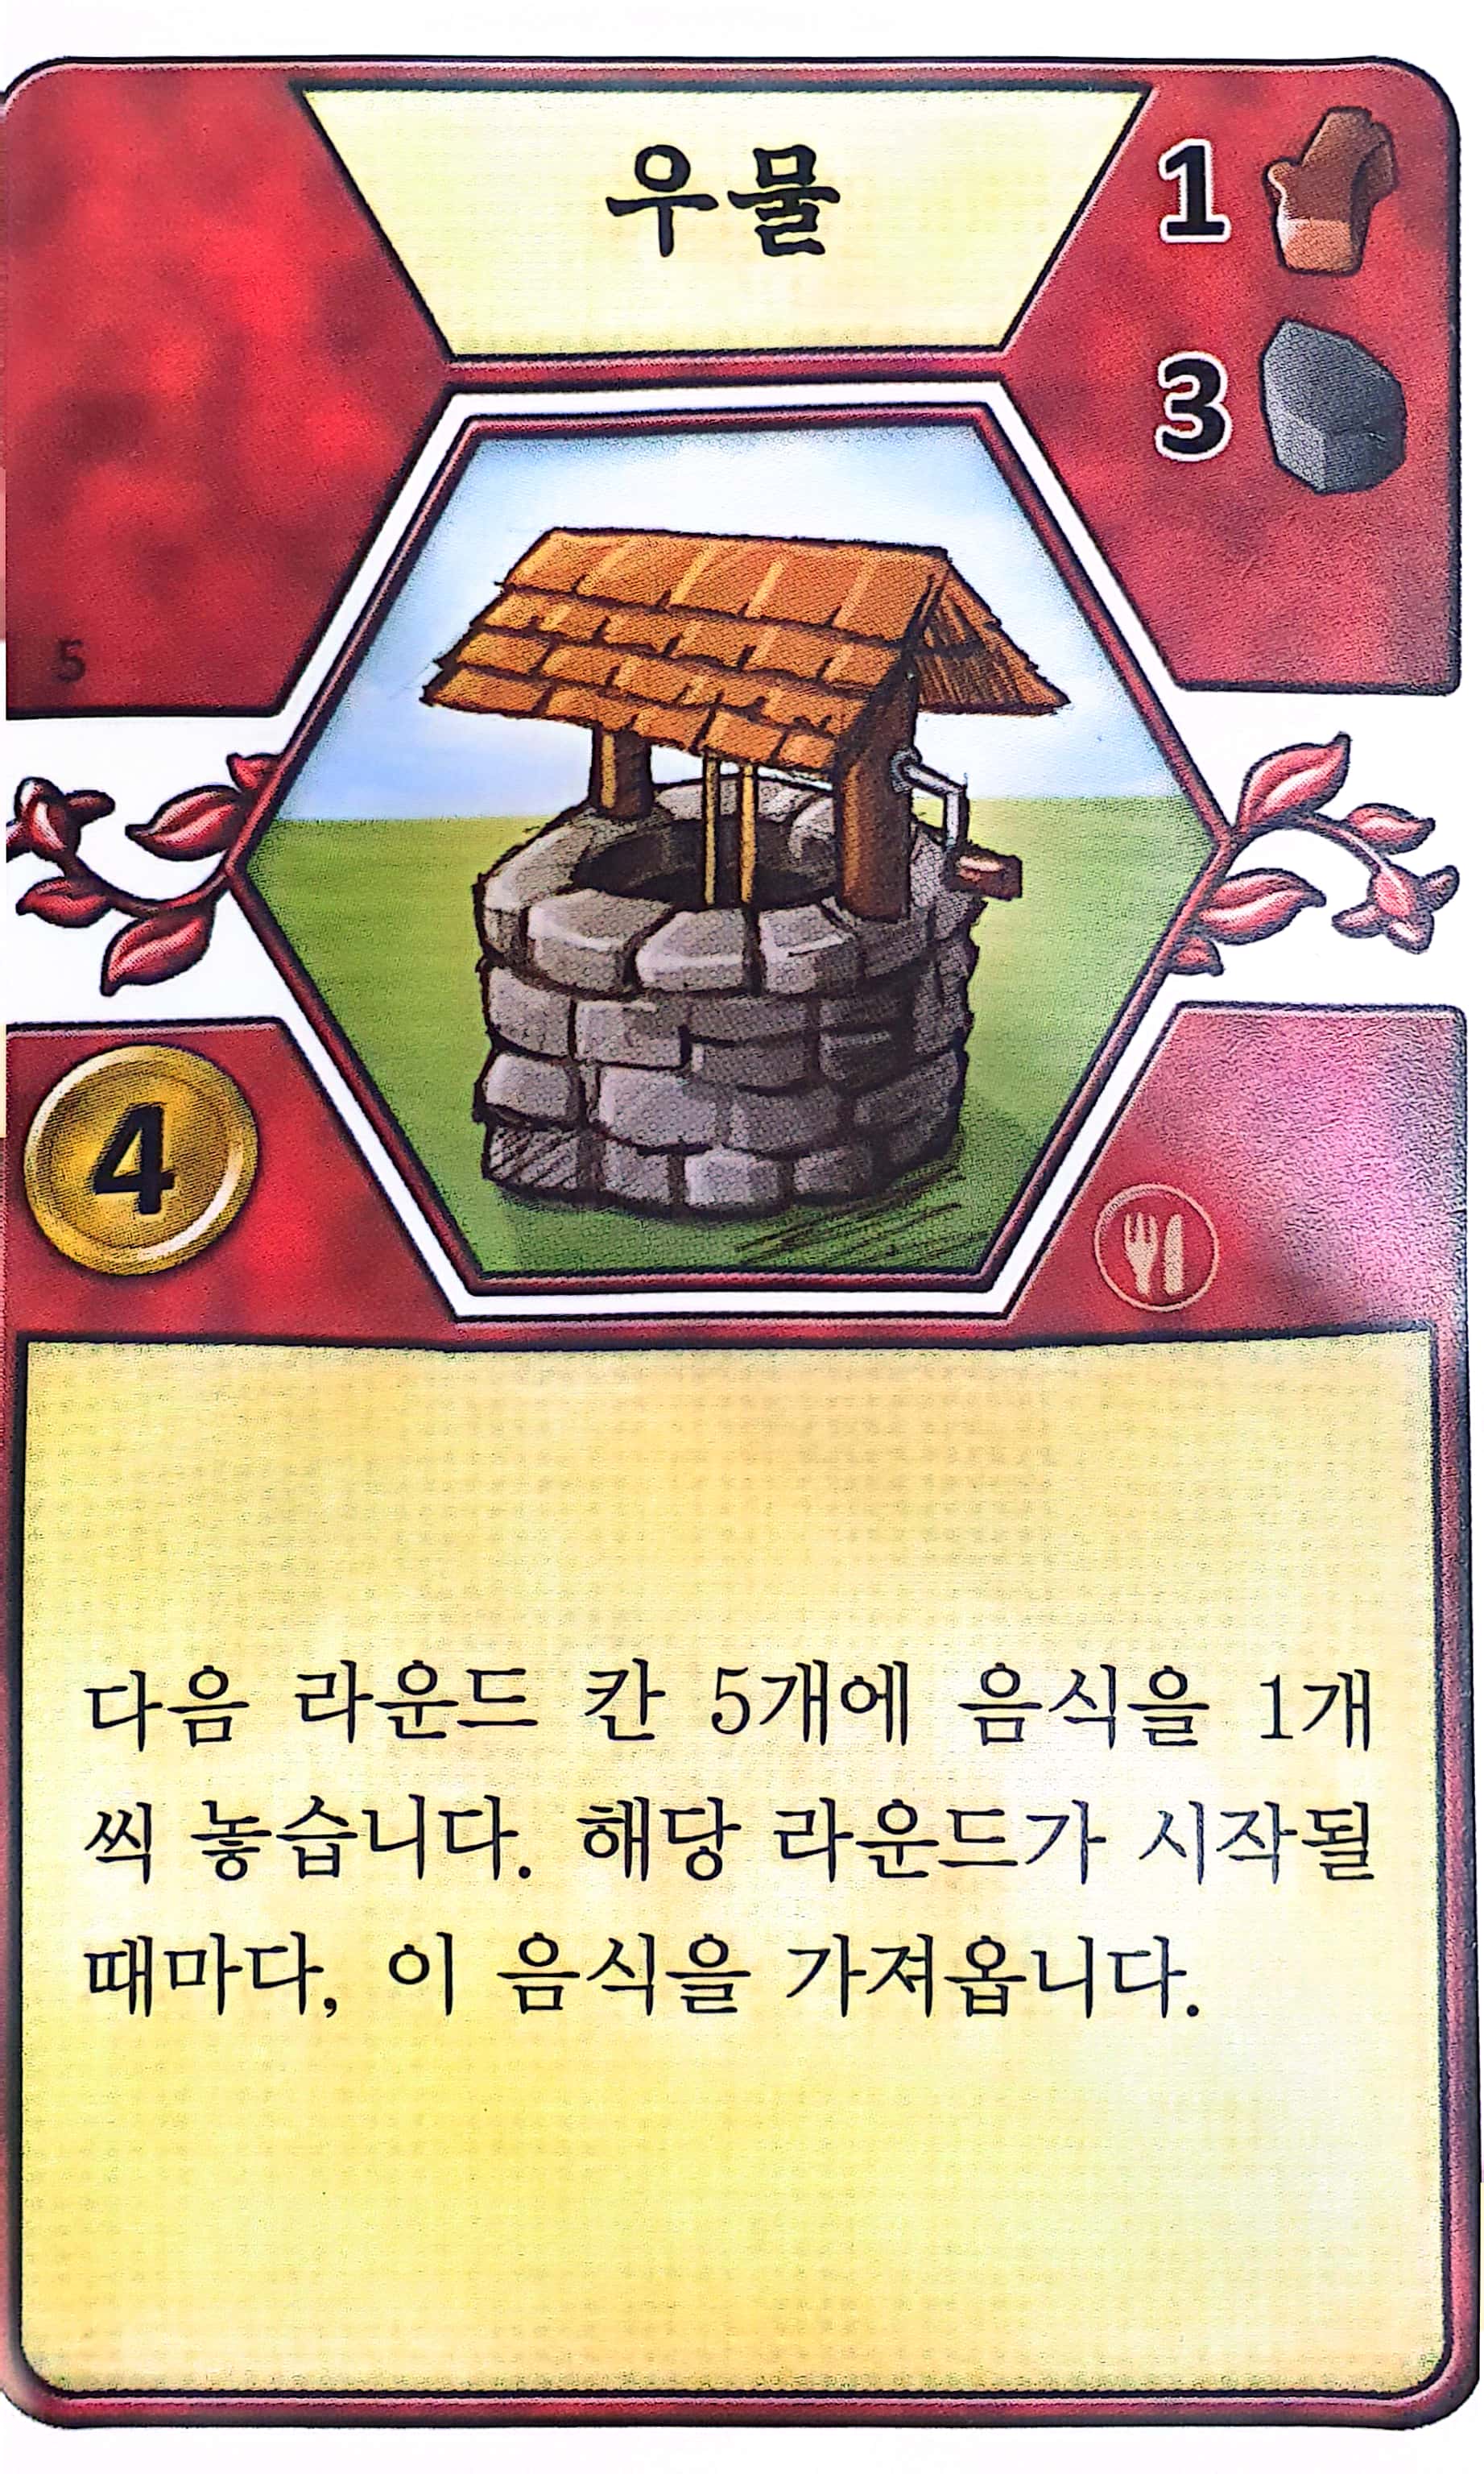 우물
1
3
5
4
다음 라운드 칸 5개에 음식을 1개
씩 놓습니다. 해당 라운드가 시작될
때마다, 이 음식을 가져옵니다.